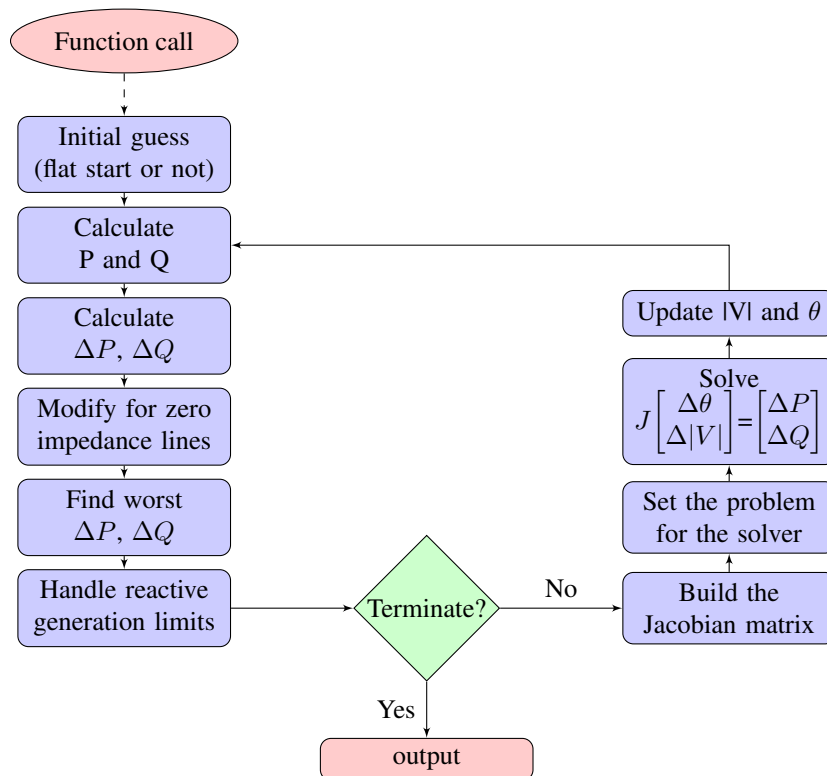 Function call
Initial guess
(flat start or not)
Calculate
P and Q
Calculate
ΔP, ΔQ
Modify for zero
impedance lines
Find worst
ΔP, ΔQ
Handle reactive
generation limits
Terminate?
Yes
output
No
Build the
Jacobian matrix
Set the problem
for the solver
Solve
J [Δθ Δ|V|] = [ΔP ΔQ]
Update |V| and θ